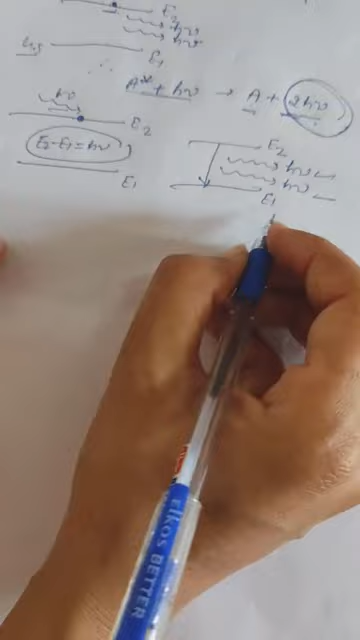 E₂
hν
hν
E₁
∴ A* + hν → A + 2hν
hν
E₂
E₂-E₁=hν
E₁
E₂
hν
hν
E₁
elkos BETTER